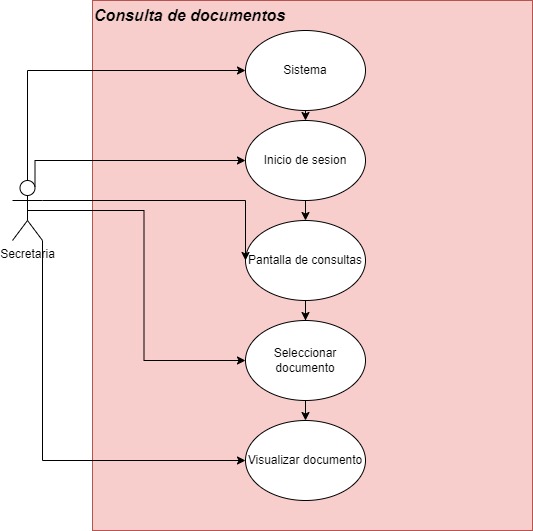 Consulta de documentos
Sistema
Inicio de sesion
Secretaria
Pantalla de consultas
Seleccionar
documento
Visualizar documento